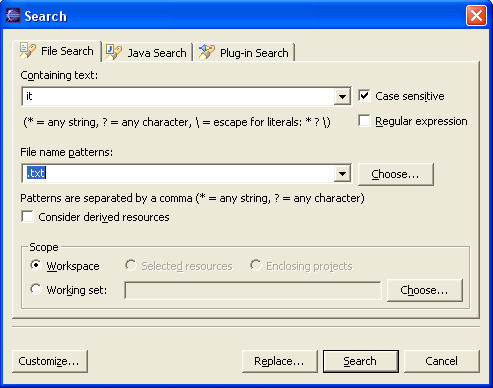 Search
File Search Java Search Plug-in Search
Containing text:
it
Case sensitive
(* = any string, ? = any character, \ = escape for literals: * ? \)
Regular expression
File name patterns:
.txt
Choose...
Patterns are separated by a comma (* = any string, ? = any character)
Consider derived resources
Scope
Workspace Selected resources Enclosing projects
Working set: Choose...
Customize... Replace... Search Cancel